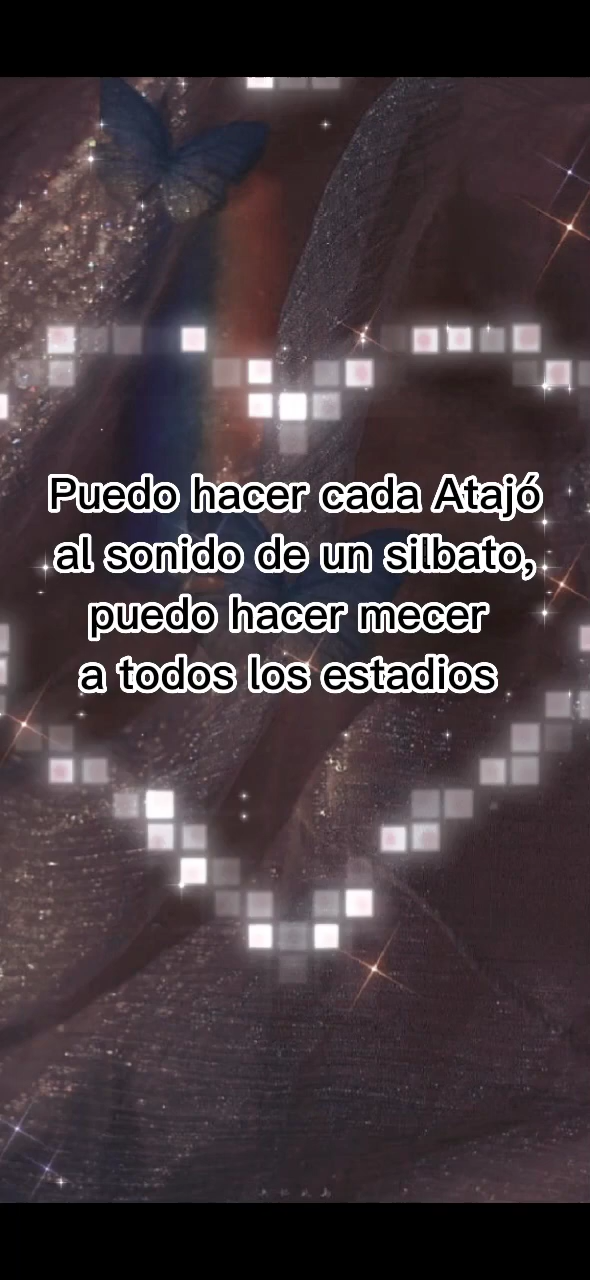 Puedo hacer cada Atajó
al sonido de un silbato,
puedo hacer mecer
a todos los estadios